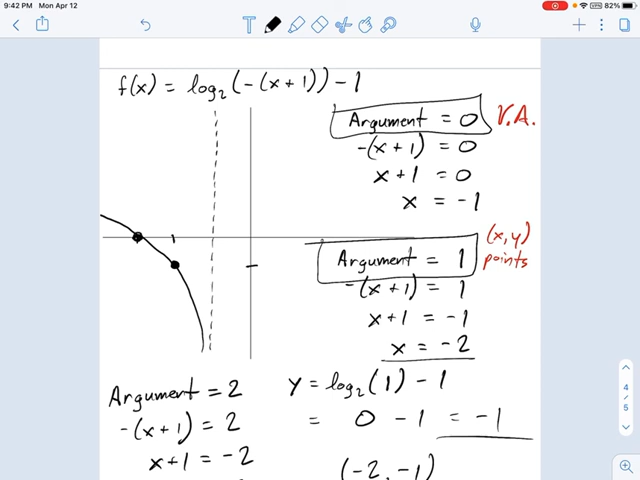 9:42 PM Mon Apr 12
82%
f(x) = log₂(-(x+1)) - 1
Argument = 0 V.A.
-(x+1) = 0
x+1 = 0
x = -1
Argument = 1 (x,y) points
-(x+1) = 1
x+1 = -1
x = -2
y = log₂(1) - 1
= 0 - 1 = -1
(-2,-1)
Argument = 2
-(x+1) = 2
x+1 = -2
4/5